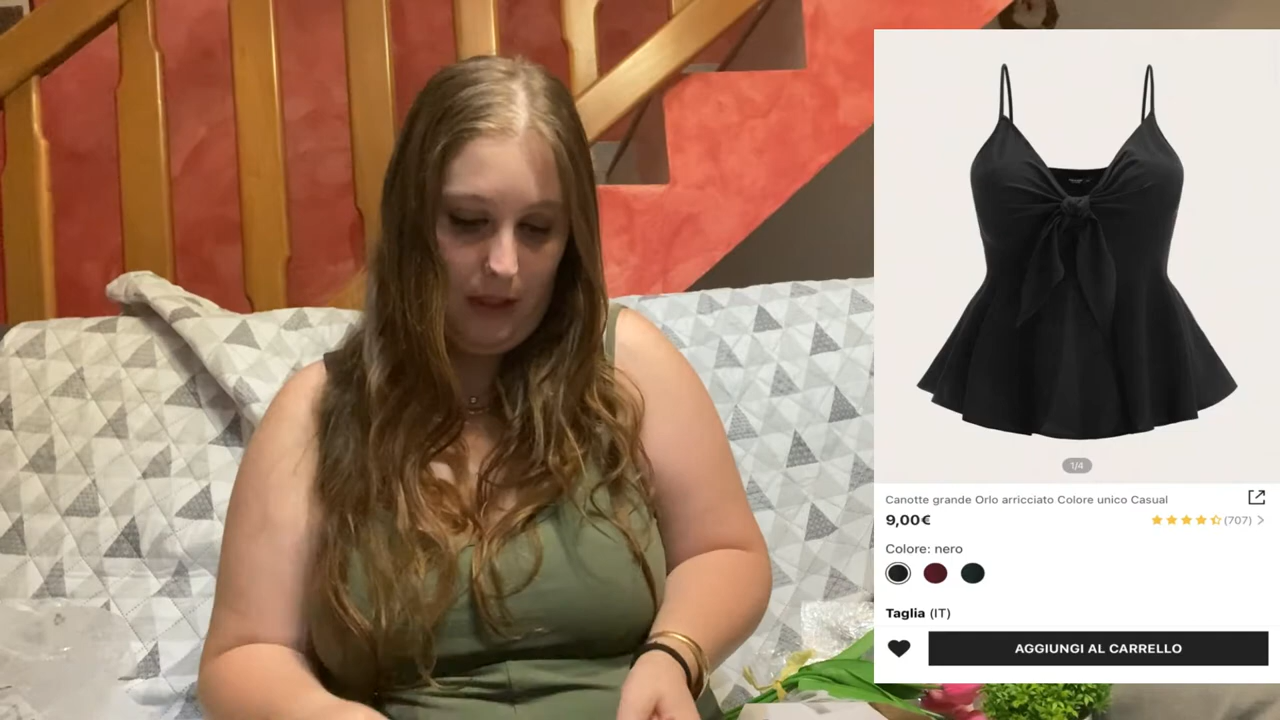 1/4
Canotte grande Orlo arricciato Colore unico Casual
9,00€
(707)
Colore: nero
Taglia (IT)
AGGIUNGI AL CARRELLO